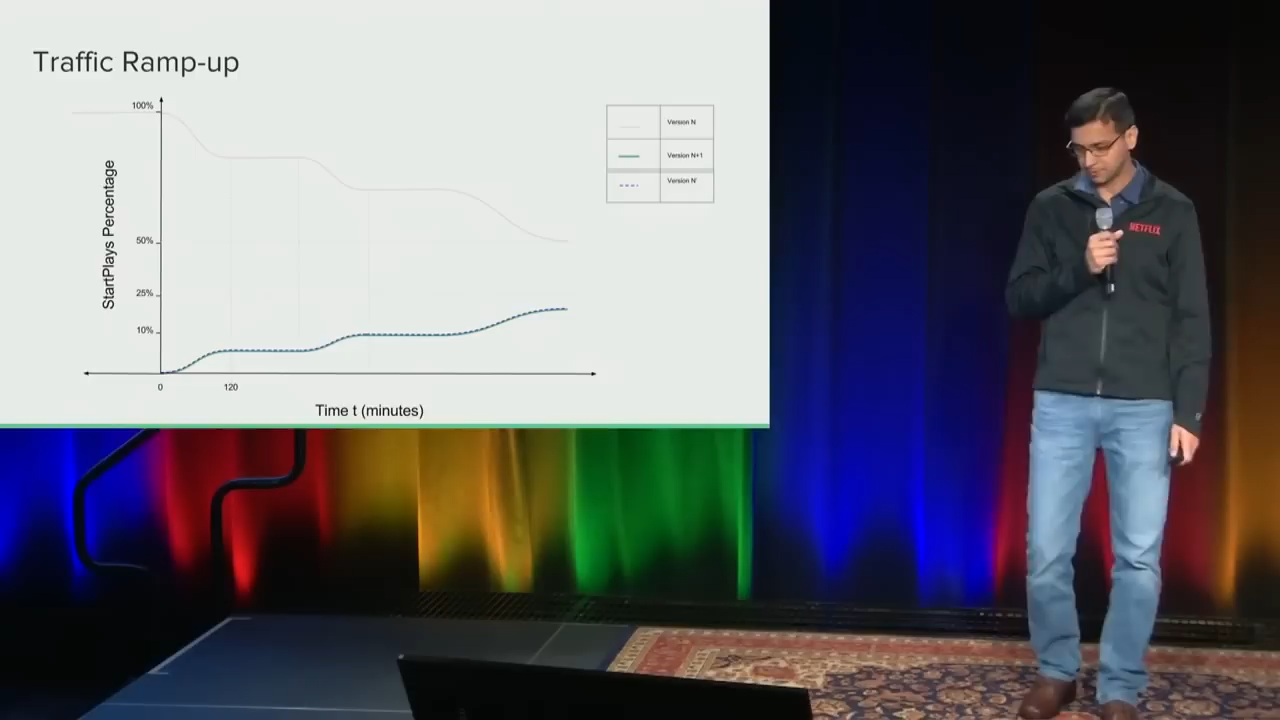 Traffic Ramp-up
100%
50%
25%
10%
StartPlays Percentage
0
120
Time t (minutes)
Version N
Version N+1
Version N'
NETFLIX